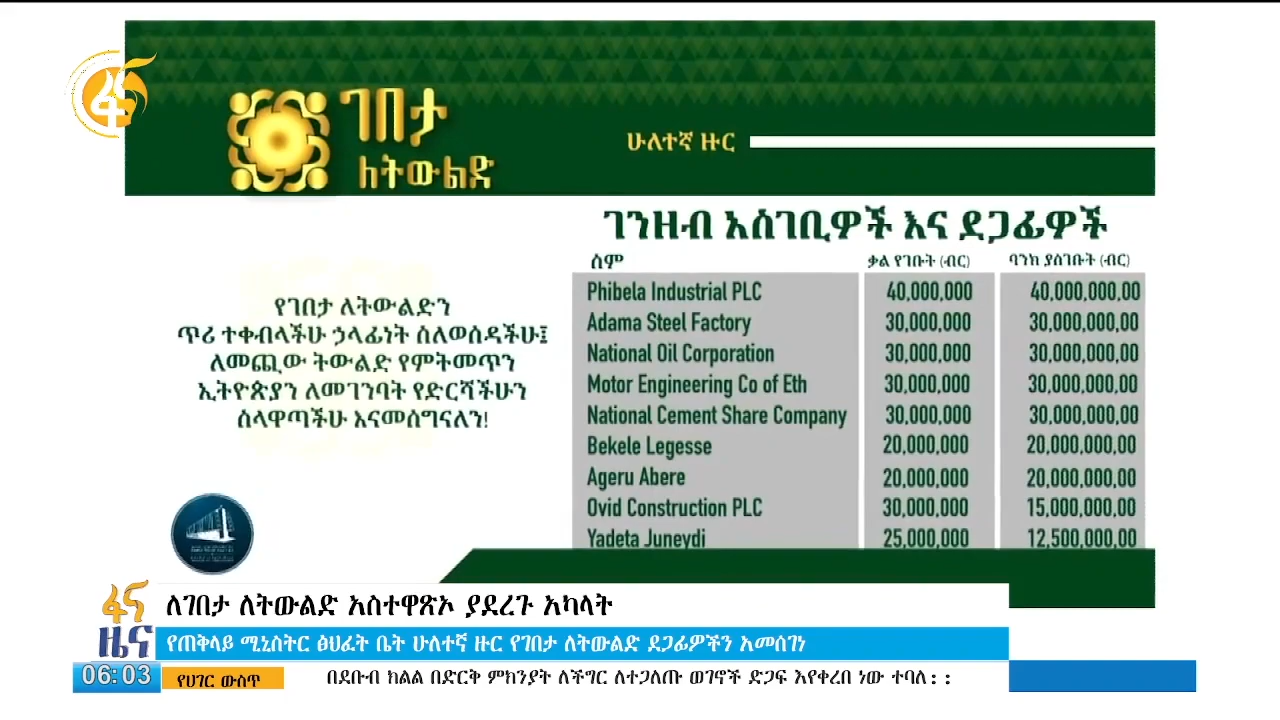 ፋና
ገበታ
ለትውልድ
ሁለተኛ ዙር
ገንዘብ አስገቢዎች እና ደጋፊዎች
ስም ቃል የገቡት (ብር) ባንክ ያስገቡት (ብር)
Phibela Industrial PLC 40,000,000 40,000,000,00
Adama Steel Factory 30,000,000 30,000,000,00
National Oil Corporation 30,000,000 30,000,000,00
Motor Engineering Co of Eth 30,000,000 30,000,000,00
National Cement Share Company 30,000,000 30,000,000,00
Bekele Legesse 20,000,000 20,000,000,00
Ageru Abere 20,000,000 20,000,000,00
Ovid Construction PLC 30,000,000 15,000,000,00
Yadeta Juneydi 25,000,000 12,500,000,00
የገበታ ለትውልድን
ጥሪ ተቀብላችሁ ኃላፊነት ስለወሰዳችሁ፤
ለመጪው ትውልድ የምትመጥን
ኢትዮጵያን ለመገንባት የድርሻችሁን
ስላዋጣችሁ እናመሰግናለን!
ፋና
ዜና
ለገበታ ለትውልድ አስተዋጽኦ ያደረጉ አካላት
የጠቅላይ ሚኒስትር ፅህፈት ቤት ሁለተኛ ዙር የገበታ ለትውልድ ደጋፊዎችን አመሰገነ
06:03 የሀገር ውስጥ በደቡብ ክልል በድርቅ ምክንያት ለችግር ለተጋለጡ ወገኖች ድጋፍ እየቀረበ ነው ተባለ፡፡